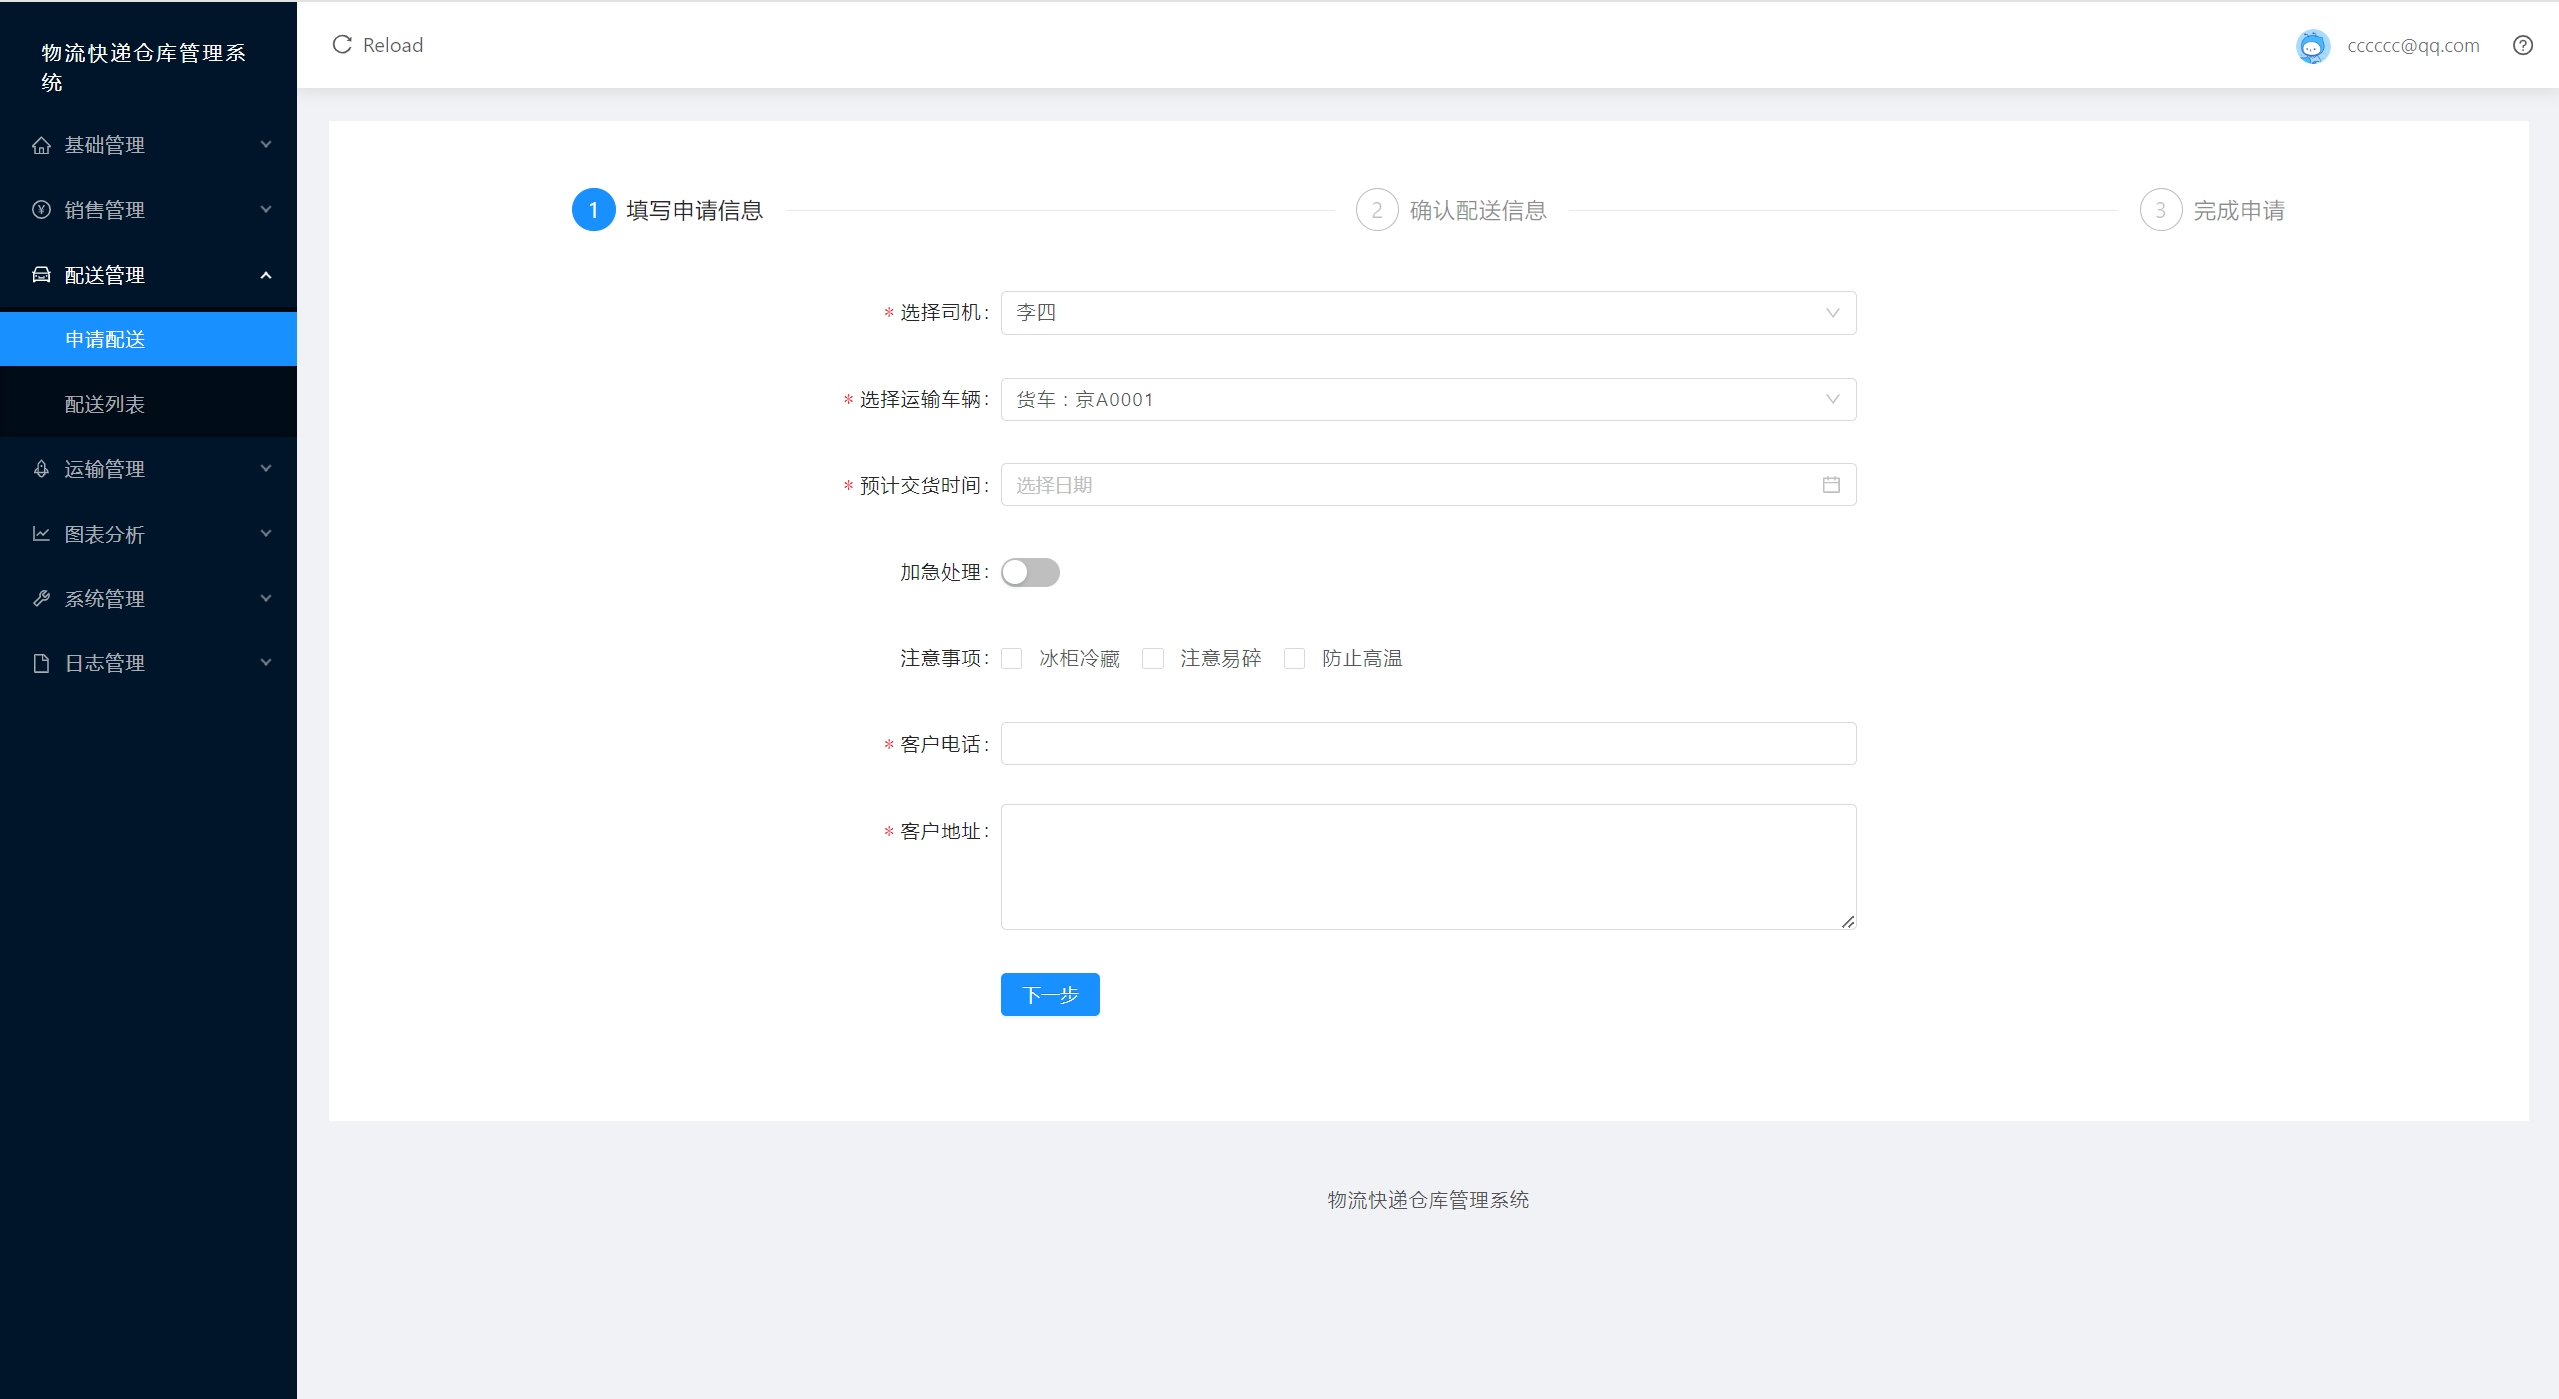 物流快递仓库管理系
统
基础管理
销售管理
配送管理
申请配送
配送列表
运输管理
图表分析
系统管理
日志管理
Reload
cccccc@qq.com
1 填写申请信息
2 确认配送信息
3 完成申请
* 选择司机: 李四
* 选择运输车辆: 货车 : 京A0001
* 预计交货时间: 选择日期
加急处理:
注意事项: 冰柜冷藏 注意易碎 防止高温
* 客户电话:
* 客户地址:
下一步
物流快递仓库管理系统